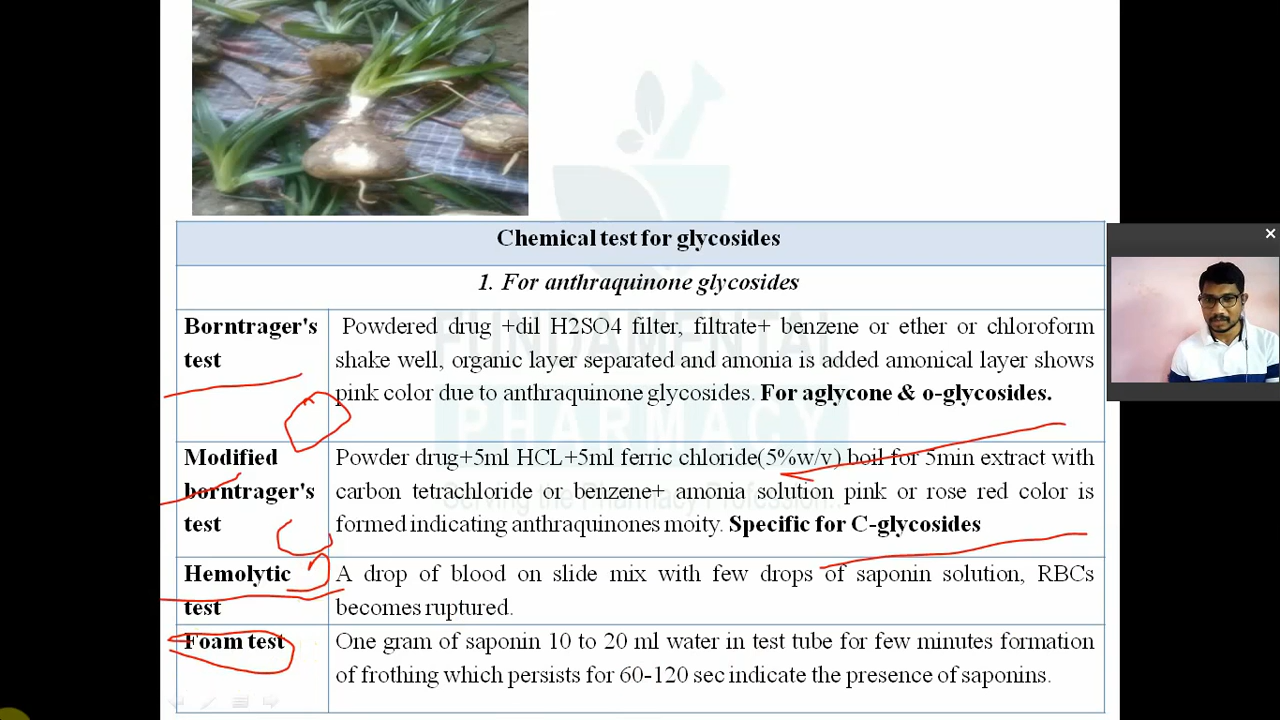 Chemical test for glycosides
1. For anthraquinone glycosides
Borntrager's
test
Powdered drug +dil H2SO4 filter, filtrate+ benzene or ether or chloroform
shake well, organic layer separated and amonia is added amonical layer shows
pink color due to anthraquinone glycosides. For aglycone & o-glycosides.
Modified
borntrager's
test
Powder drug+5ml HCL+5ml ferric chloride(5%w/v) boil for 5min extract with
carbon tetrachloride or benzene+ amonia solution pink or rose red color is
formed indicating anthraquinones moity. Specific for C-glycosides
Hemolytic
test
A drop of blood on slide mix with few drops of saponin solution, RBCs
becomes ruptured.
Foam test
One gram of saponin 10 to 20 ml water in test tube for few minutes formation
of frothing which persists for 60-120 sec indicate the presence of saponins.
FUNDAMENTAL
PHARMACY
Serving the Pharmacy Profession..